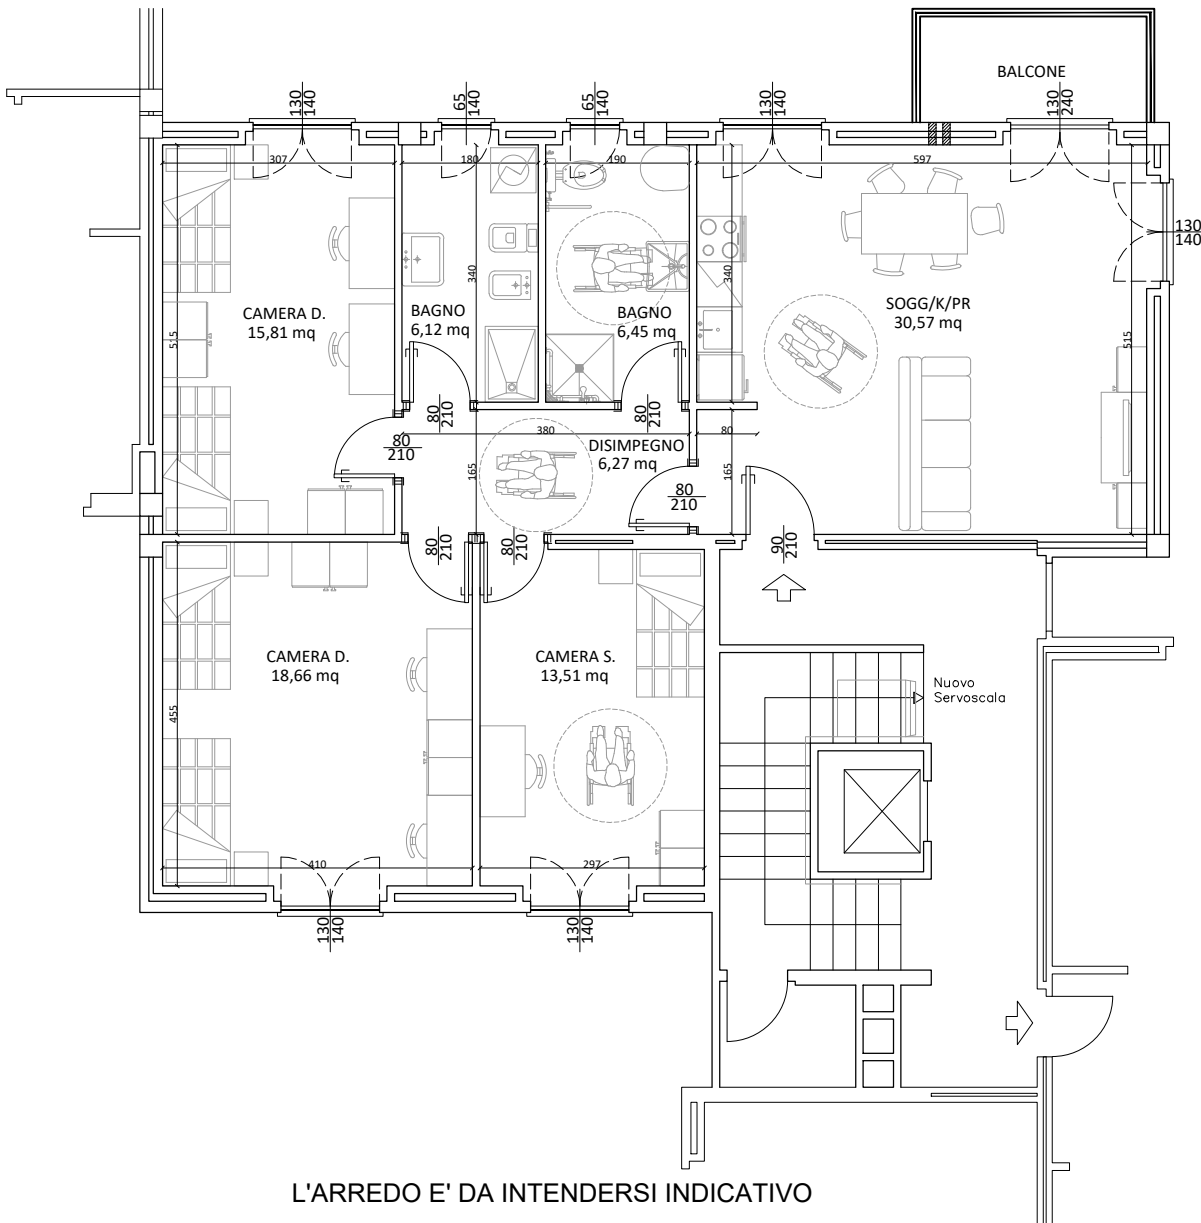 BALCONE
130
140
65
140
65
140
130
140
130
240
307
180
190
597
130
140
340
340
CAMERA D.
15,81 mq
BAGNO
6,12 mq
BAGNO
6,45 mq
SOGG/K/PR
30,57 mq
515
515
80
210
80
210
80
210
380
80
DISIMPEGNO
6,27 mq
165
165
80
210
80
210
80
210
90
210
CAMERA D.
18,66 mq
CAMERA S.
13,51 mq
Nuovo
Servoscala
455
410
297
130
140
130
140
L'ARREDO E' DA INTENDERSI INDICATIVO